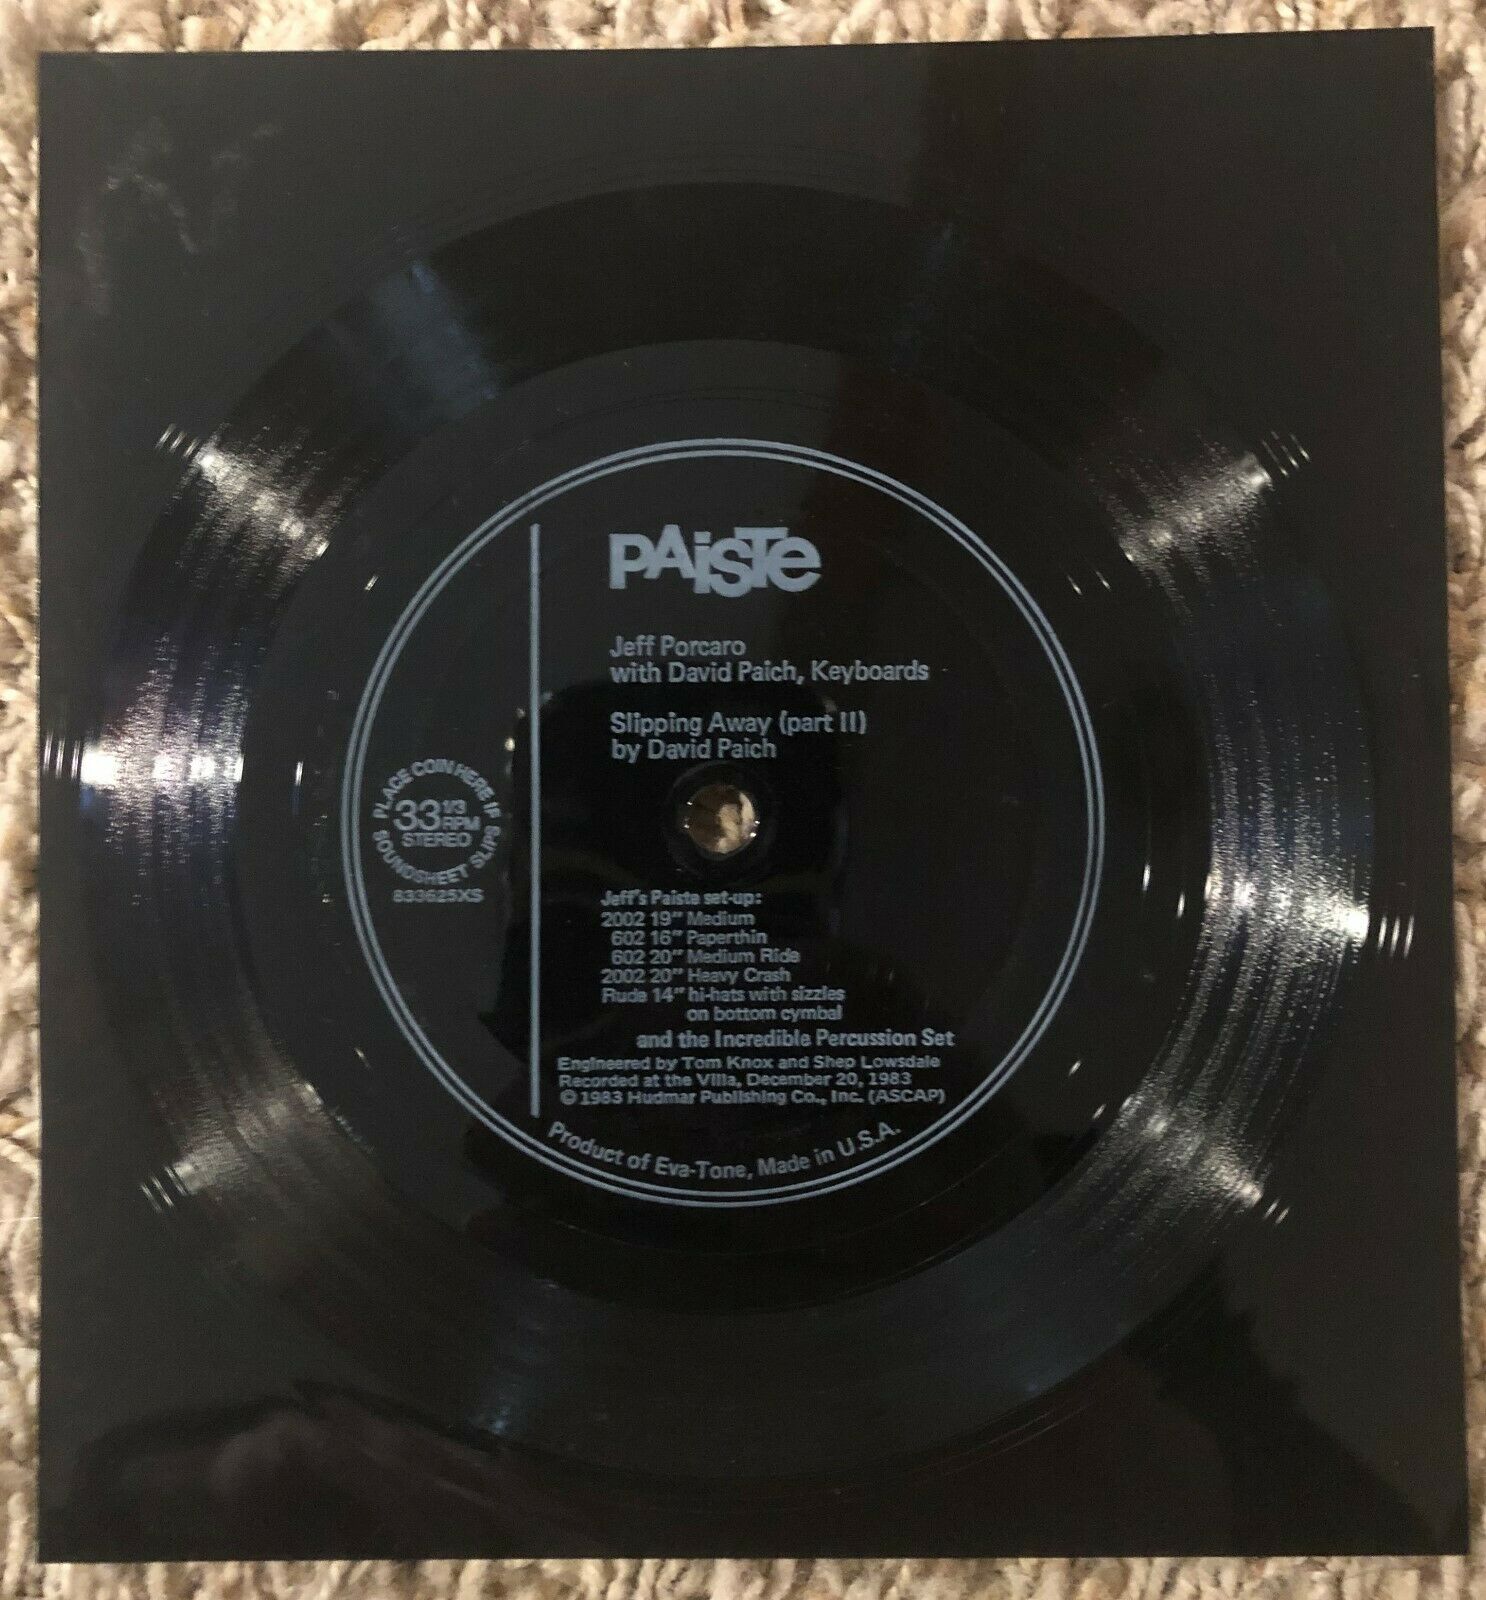 PAiSTe
Jeff Porcaro
with David Paich, Keyboards
Slipping Away (part II)
by David Paich
PLACE COIN HERE IF
SOUNDSHEET SLIPS
33 1/3
RPM
STEREO
833625XS
Jeff's Paiste set-up:
2002 19" Medium
602 16" Paperthin
602 20" Medium Ride
2002 20" Heavy Crash
Rude 14" hi-hats with sizzles
on bottom cymbal
and the Incredible Percussion Set
Engineered by Tom Knox and Shep Lowsdale
Recorded at the Villa, December 20, 1983
© 1983 Hudmar Publishing Co., Inc. (ASCAP)
Product of Eva-Tone, Made in U.S.A.